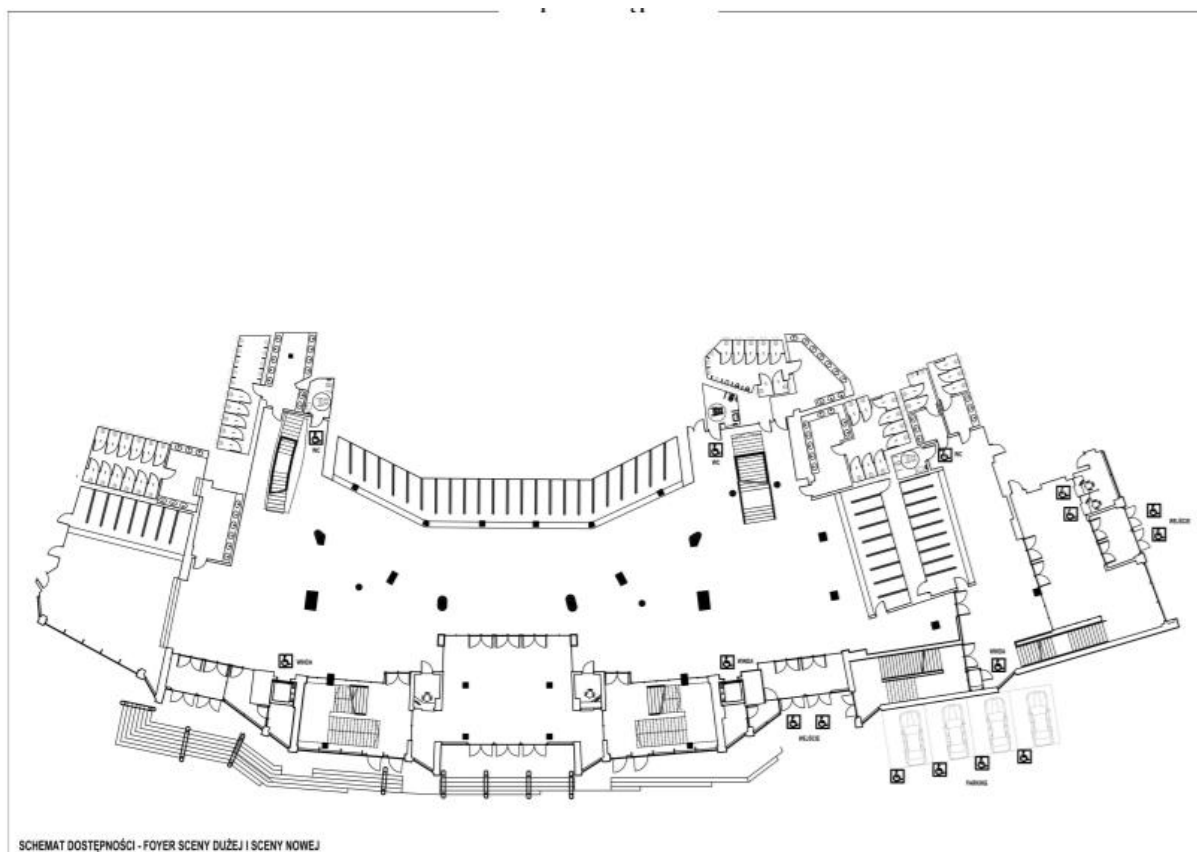 WC
WC
WC
WEJŚCIE
WINDA
WINDA
WINDA
WEJŚCIE
PARKING
SCHEMAT DOSTĘPNOŚCI - FOYER SCENY DUŻEJ I SCENY NOWEJ